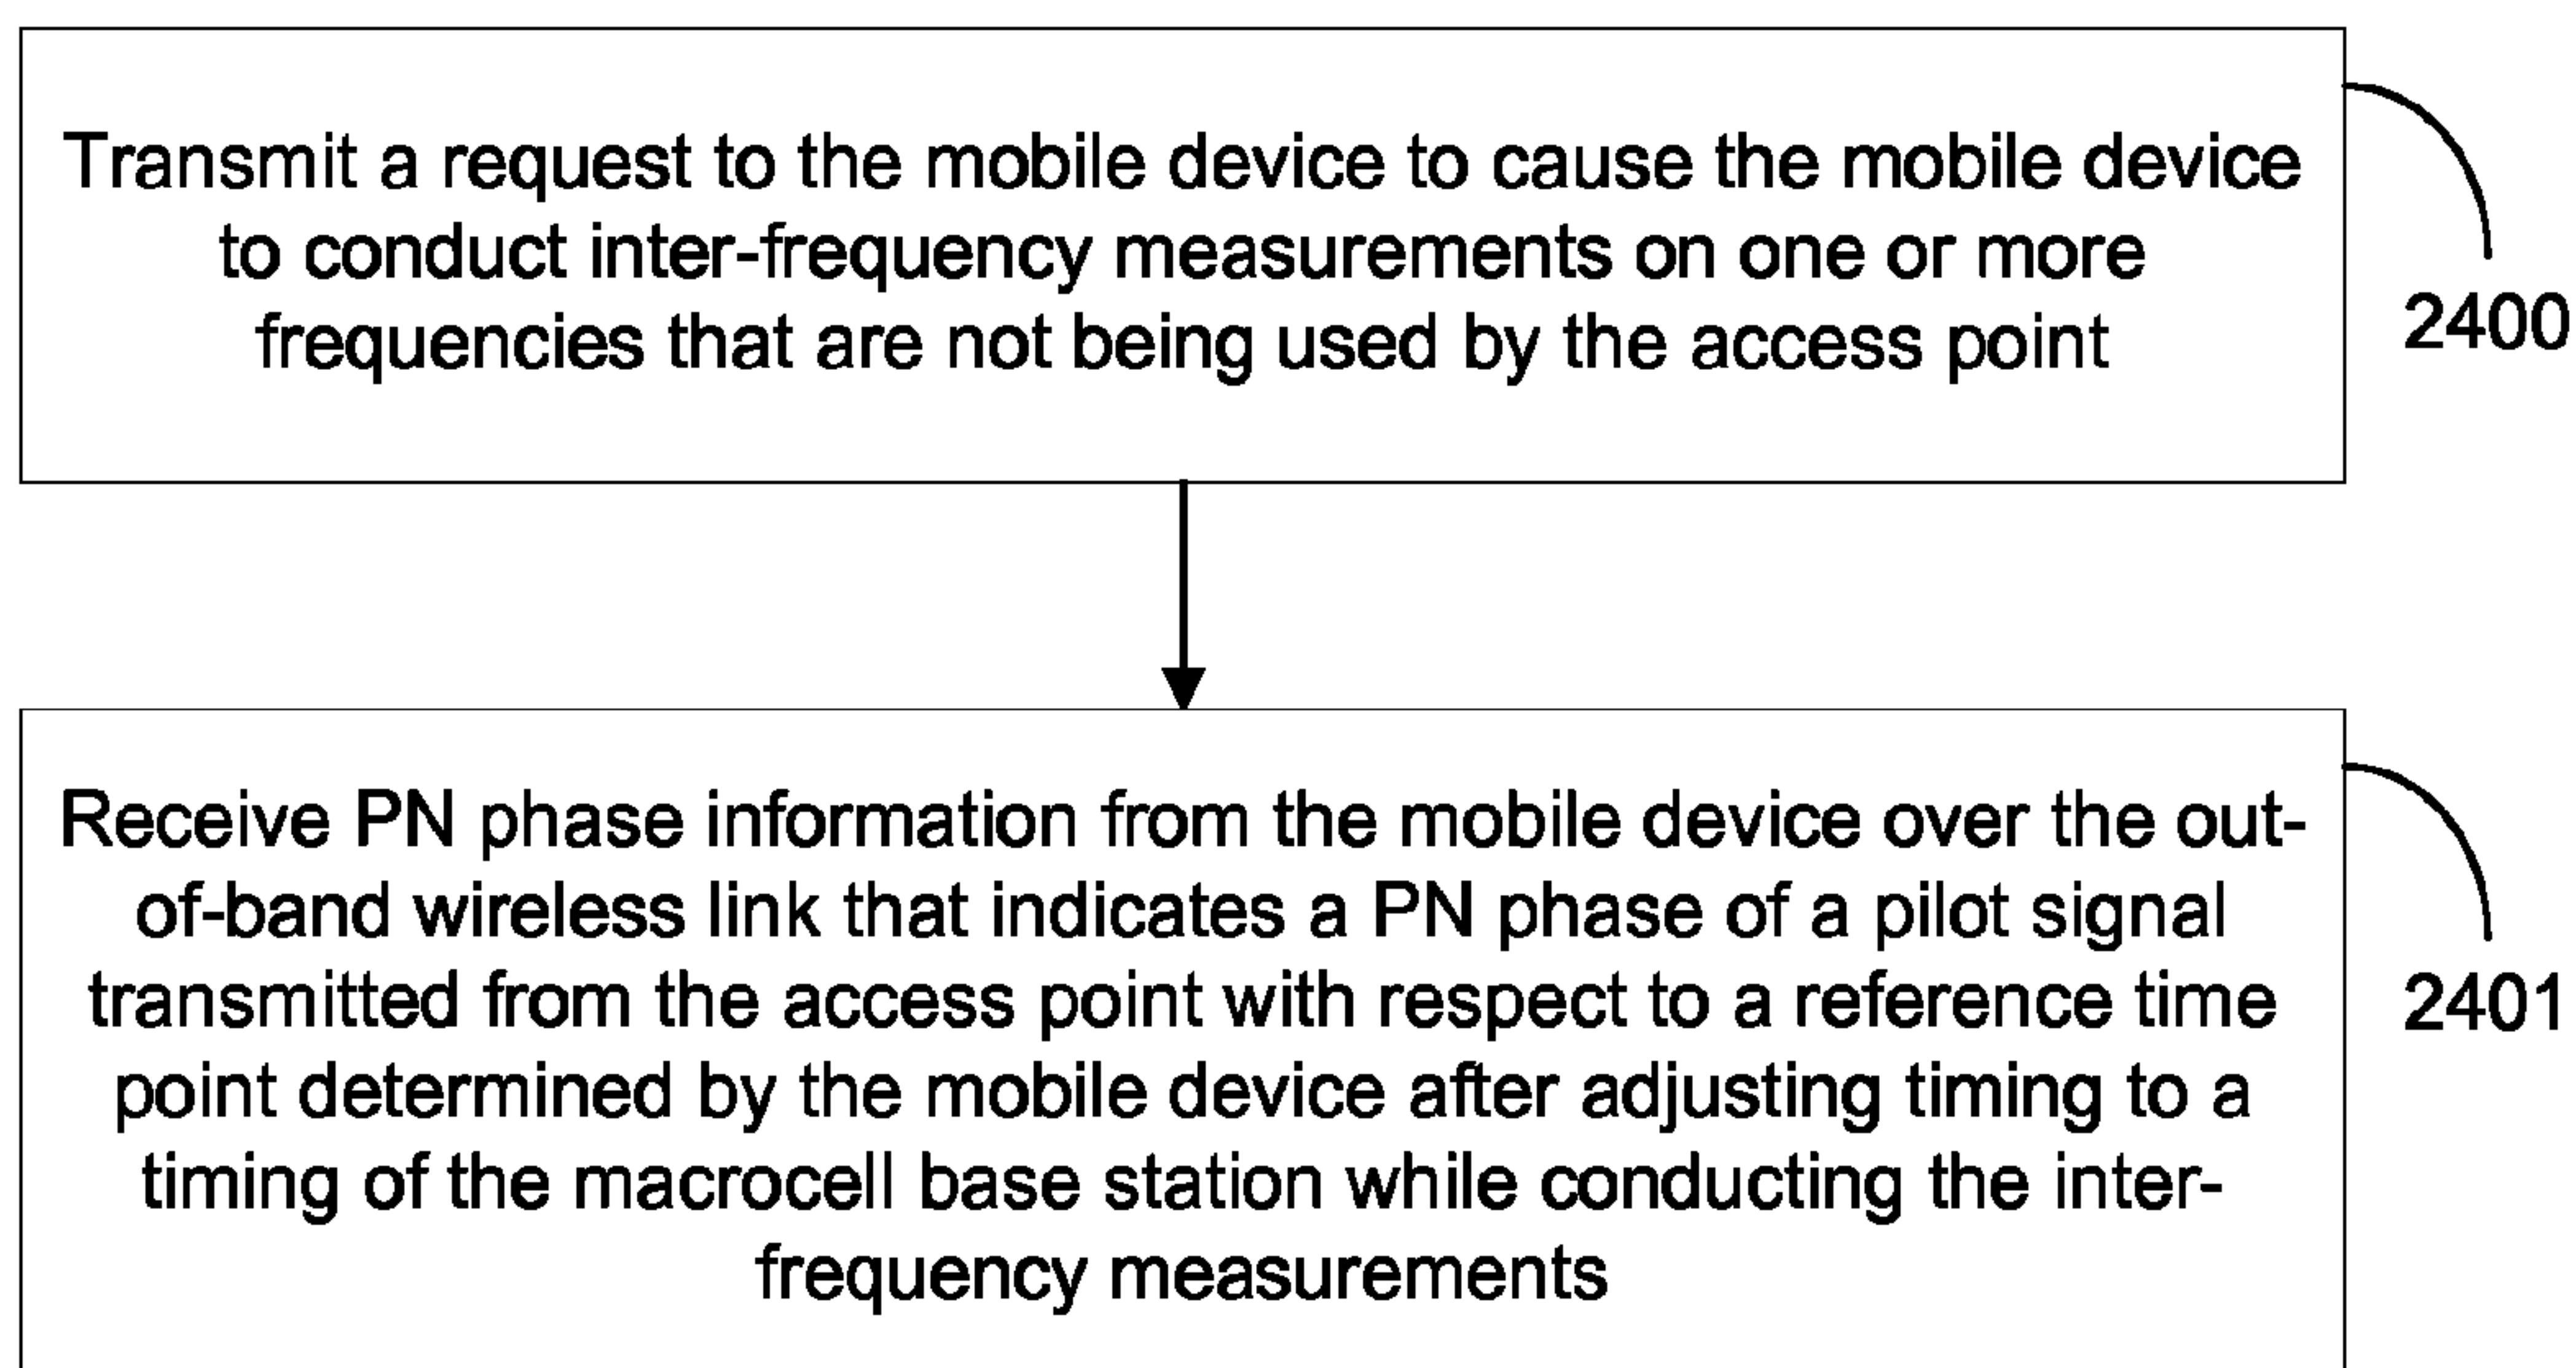 Transmit a request to the mobile device to cause the mobile device
to conduct inter-frequency measurements on one or more
frequencies that are not being used by the access point
2400
Receive PN phase information from the mobile device over the out-
of-band wireless link that indicates a PN phase of a pilot signal
transmitted from the access point with respect to a reference time
point determined by the mobile device after adjusting timing to a
timing of the macrocell base station while conducting the inter-
frequency measurements
2401